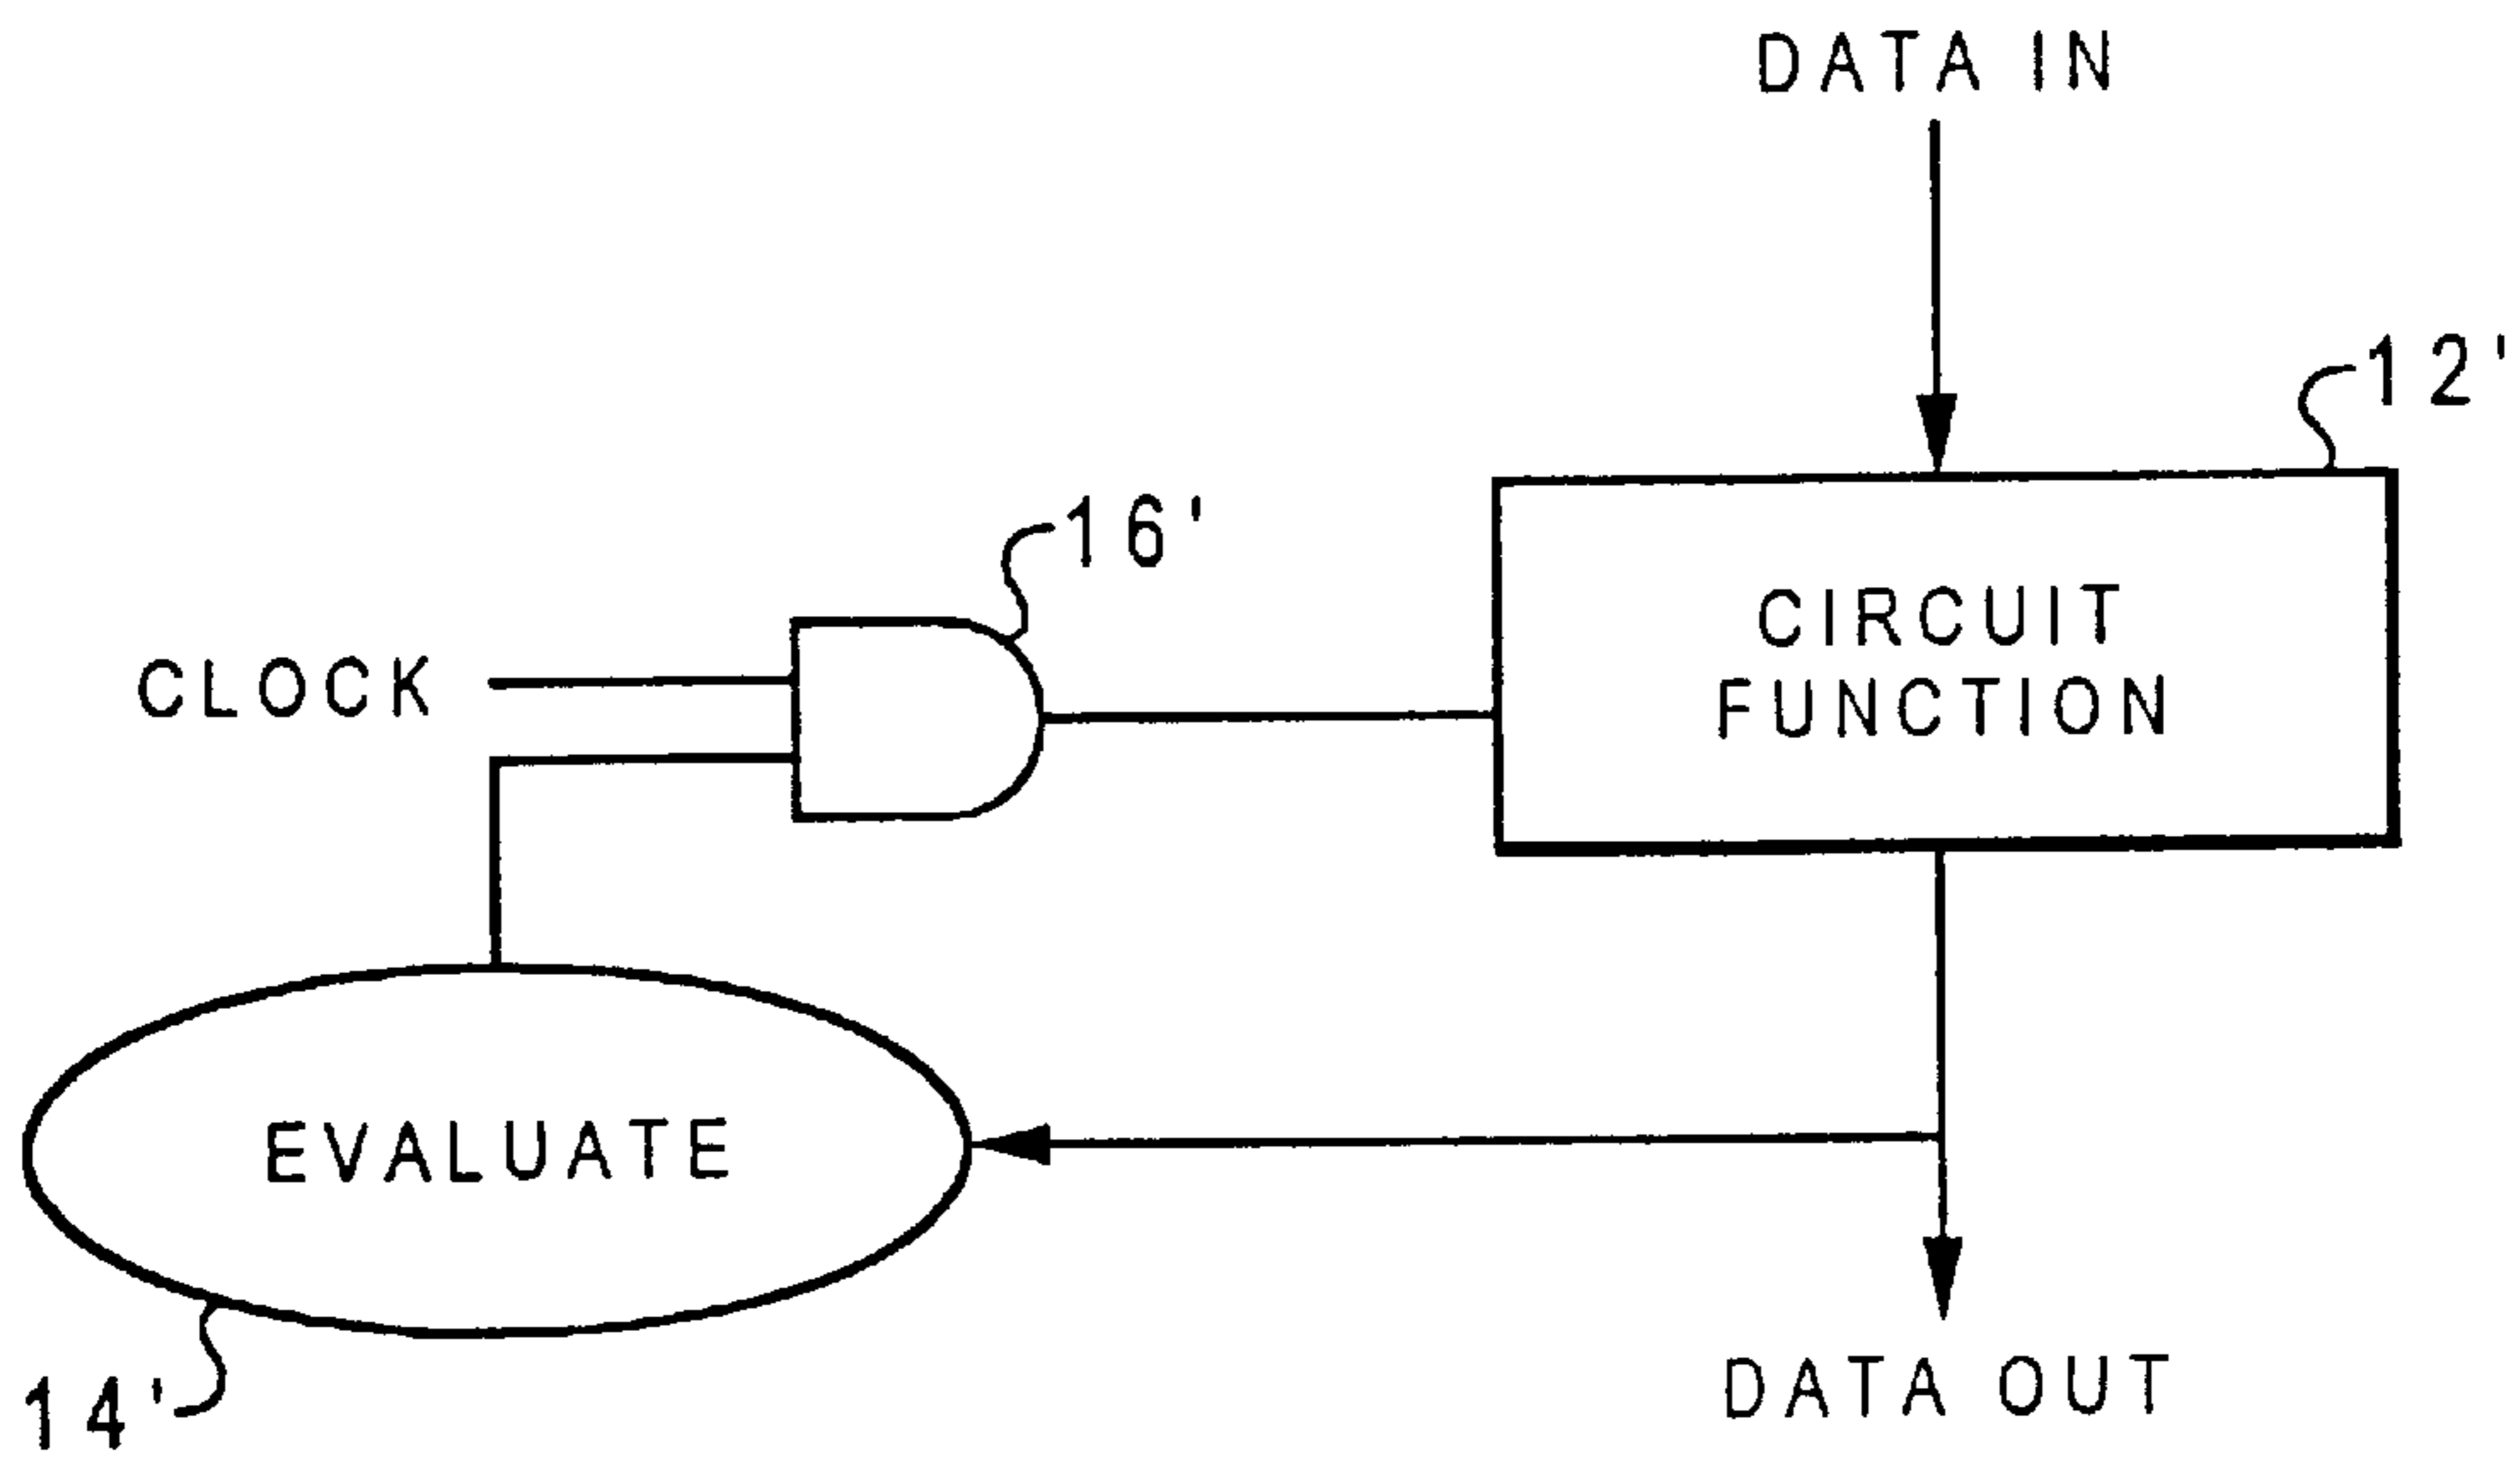 DATA IN
12'
16'
CIRCUIT
FUNCTION
CLOCK
EVALUATE
14'
DATA OUT